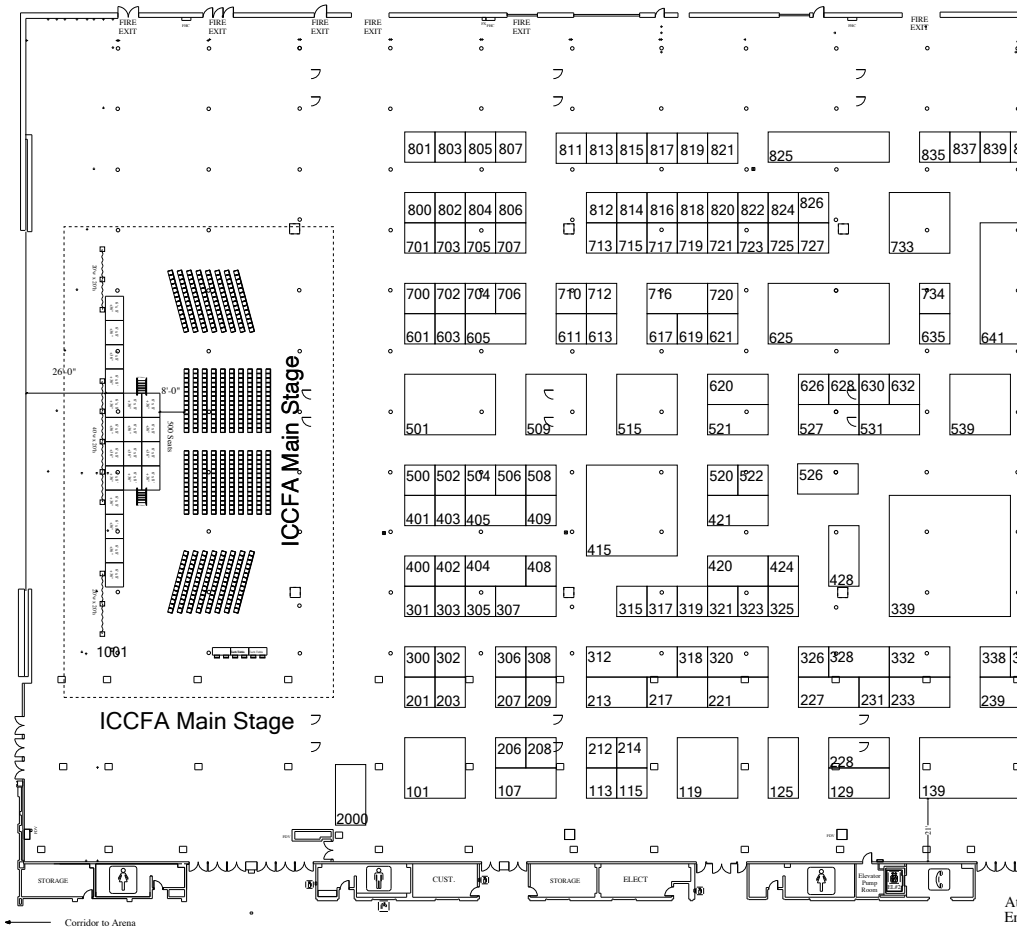 FIRE EXIT
FIRE EXIT
FIRE EXIT
FIRE EXIT
FIRE EXIT
FIRE EXIT
801 803 805 807 811 813 815 817 819 821 825 835 837 839
800 802 804 806 812 814 816 818 820 822 824 826
701 703 705 707 713 715 717 719 721 723 725 727 733
700 702 704 706 710 712 716 720 734
601 603 605 611 613 617 619 621 625 635 641
26'-0"
8'-0"
500 Seats
ICCFA Main Stage
620 626 628 630 632
501 509 515 521 527 531 539
500 502 504 506 508 520 522 526
401 403 405 409 415 421 428
400 402 404 408 420 424
301 303 305 307 315 317 319 321 323 325 339
1001
300 302 306 308 312 318 320 326 328 332 338
201 203 207 209 213 217 221 227 231 233 239
ICCFA Main Stage
206 208 212 214 228
101 107 113 115 119 125 129 139
2000
21'
STORAGE
CUST.
STORAGE
ELECT
Elevator
Pump
Room
Corridor to Arena